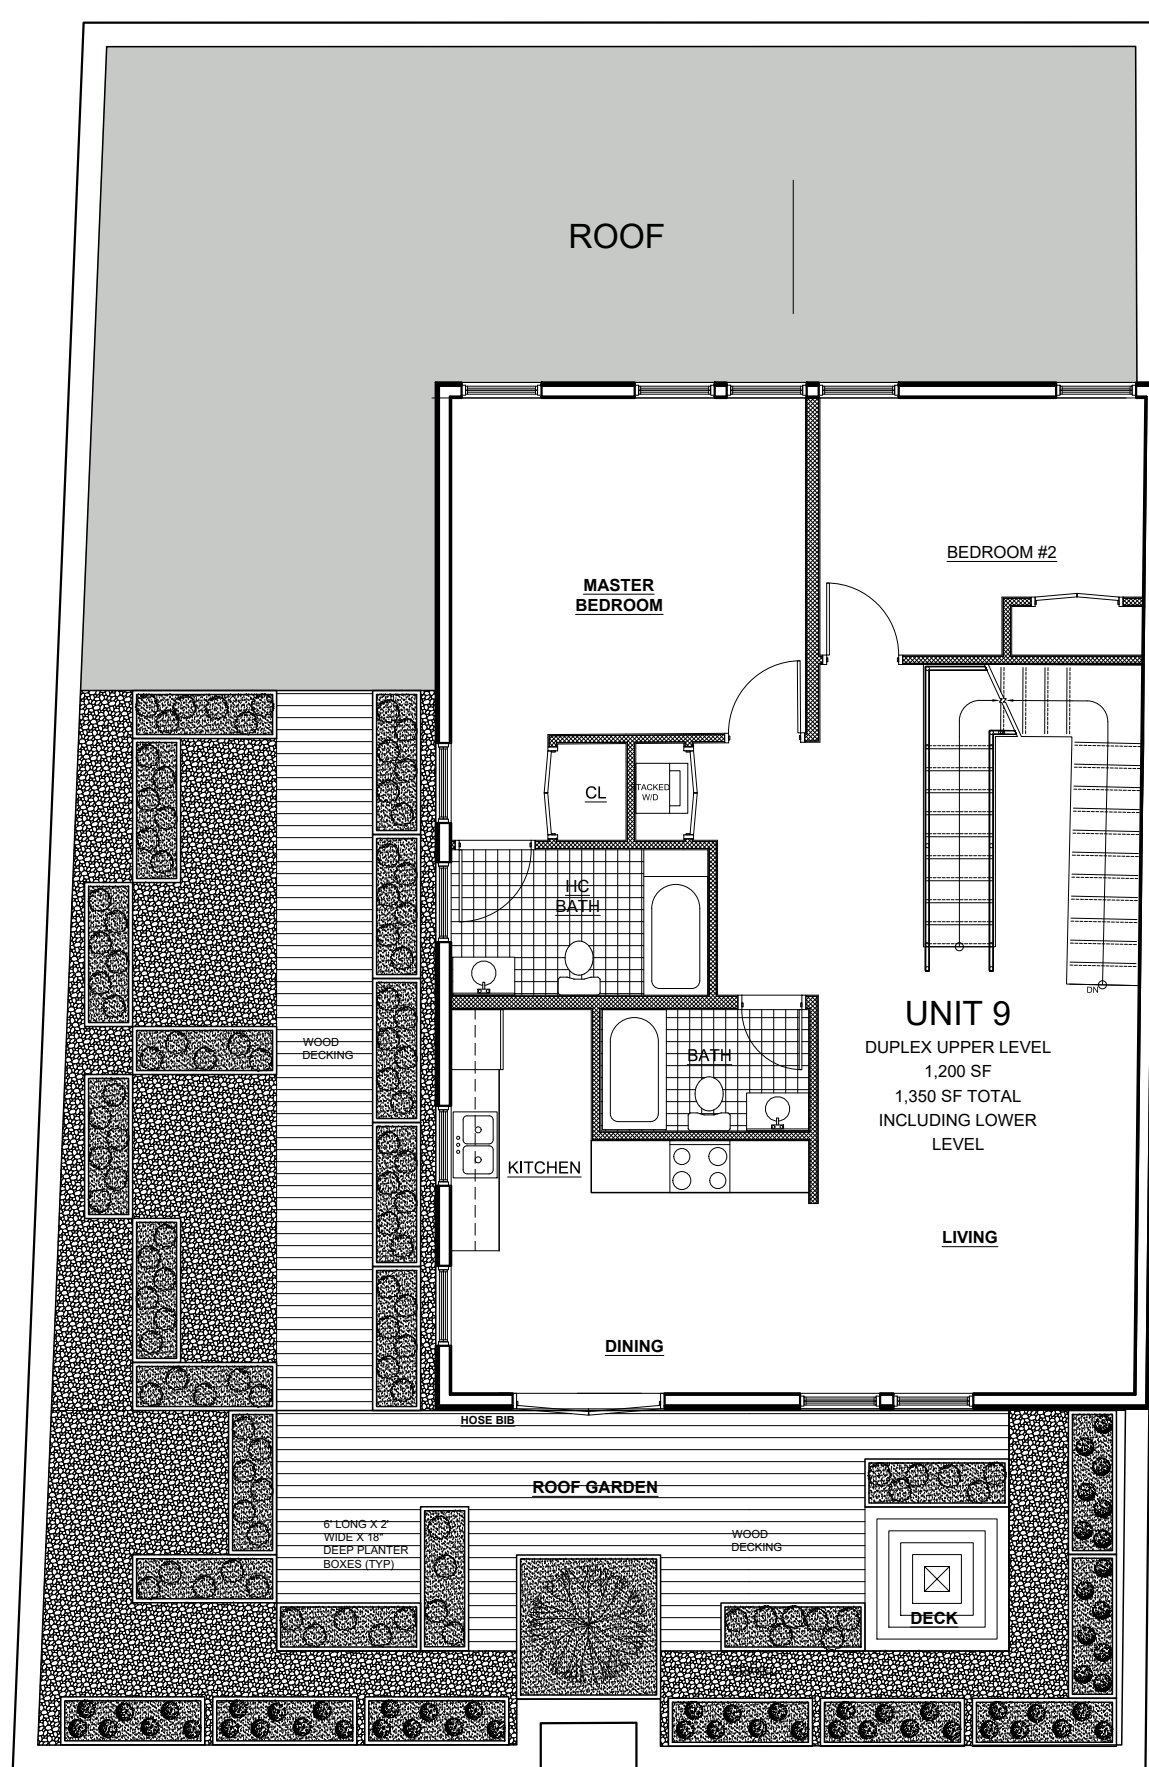 ROOF
MASTER
BEDROOM
BEDROOM #2
CL
TACKED
W/D
HC
BATH
DN
UNIT 9
DUPLEX UPPER LEVEL
1,200 SF
1,350 SF TOTAL
INCLUDING LOWER
LEVEL
WOOD
DECKING
BATH
KITCHEN
LIVING
DINING
HOSE BIB
ROOF GARDEN
6' LONG X 2'
WIDE X 18"
DEEP PLANTER
BOXES (TYP)
WOOD
DECKING
DECK